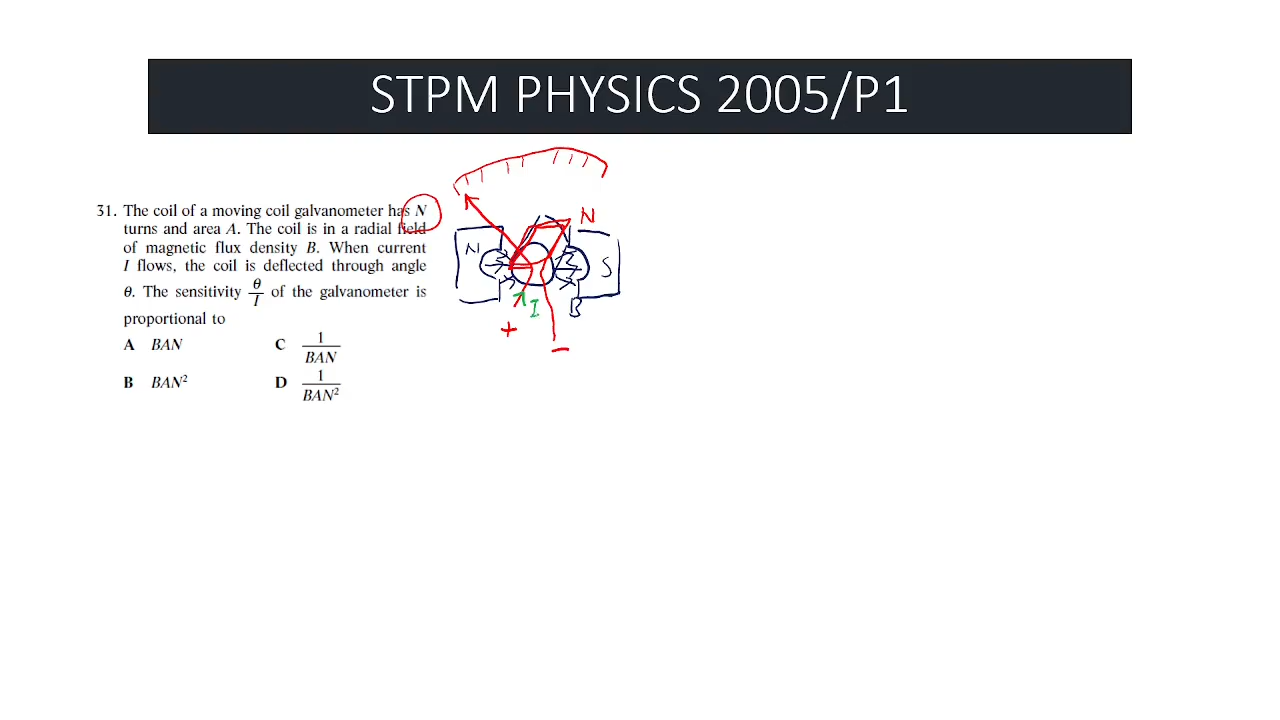 STPM PHYSICS 2005/P1
31. The coil of a moving coil galvanometer has N
turns and area A. The coil is in a radial field
of magnetic flux density B. When current
I flows, the coil is deflected through angle
θ. The sensitivity θ/I of the galvanometer is
proportional to
A BAN C 1/BAN
B BAN² D 1/BAN²
N
N S
I B
+
−